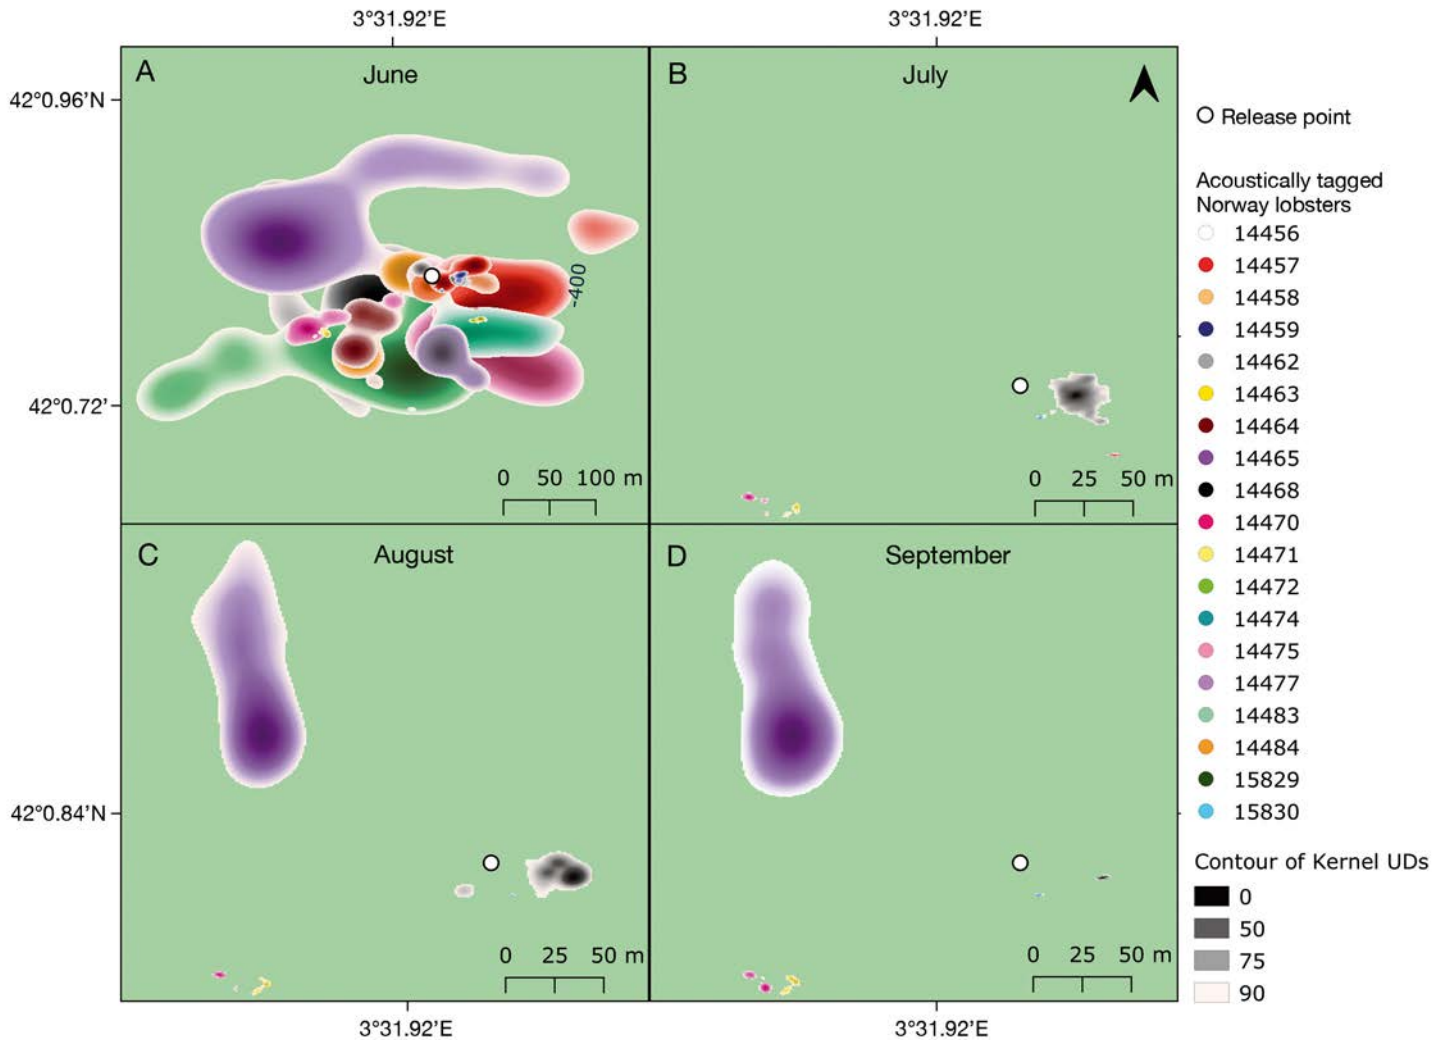 3°31.92'E
3°31.92'E
A
June
B
July
42°0.96'N
-400
42°0.72'
0 50 100 m
0 25 50 m
C
August
D
September
42°0.84'N
0 25 50 m
0 25 50 m
3°31.92'E
3°31.92'E
Release point
Acoustically tagged
Norway lobsters
14456
14457
14458
14459
14462
14463
14464
14465
14468
14470
14471
14472
14474
14475
14477
14483
14484
15829
15830
Contour of Kernel UDs
0
50
75
90